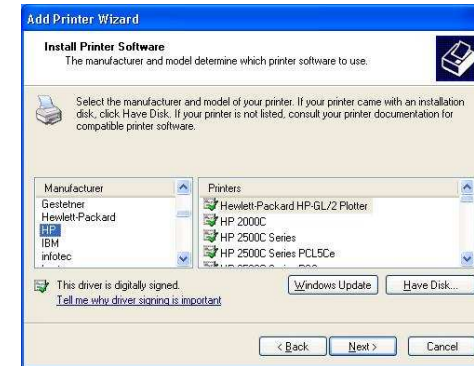 Add Printer Wizard
Install Printer Software
The manufacturer and model determine which printer software to use.
Select the manufacturer and model of your printer. If your printer came with an installation
disk, click Have Disk. If your printer is not listed, consult your printer documentation for
compatible printer software.
Manufacturer
Gestetner
Hewlett-Packard
HP
IBM
infotec
Printers
Hewlett-Packard HP-GL/2 Plotter
HP 2000C
HP 2500C Series
HP 2500C Series PCL5Ce
This driver is digitally signed.
Tell me why driver signing is important
Windows Update
Have Disk...
< Back
Next >
Cancel